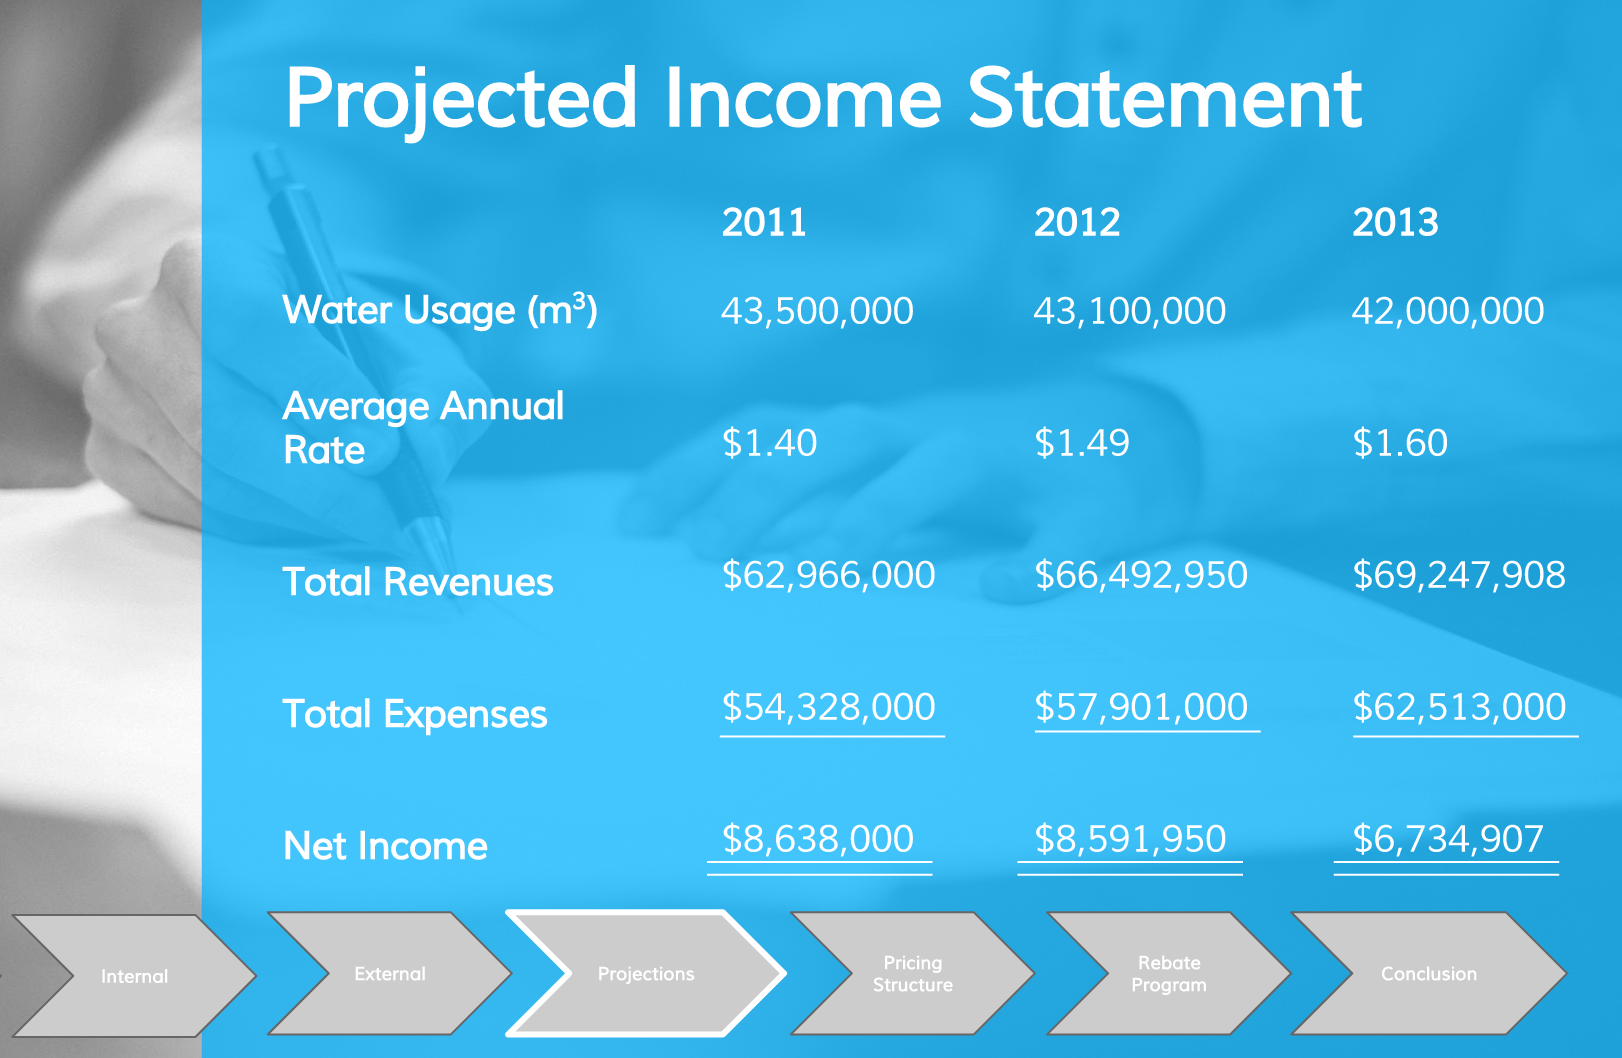 Projected Income Statement
2011 2012 2013
Water Usage (m³) 43,500,000 43,100,000 42,000,000
Average Annual
Rate $1.40 $1.49 $1.60
Total Revenues $62,966,000 $66,492,950 $69,247,908
Total Expenses $54,328,000 $57,901,000 $62,513,000
Net Income $8,638,000 $8,591,950 $6,734,907
Internal
External
Projections
Pricing
Structure
Rebate
Program
Conclusion